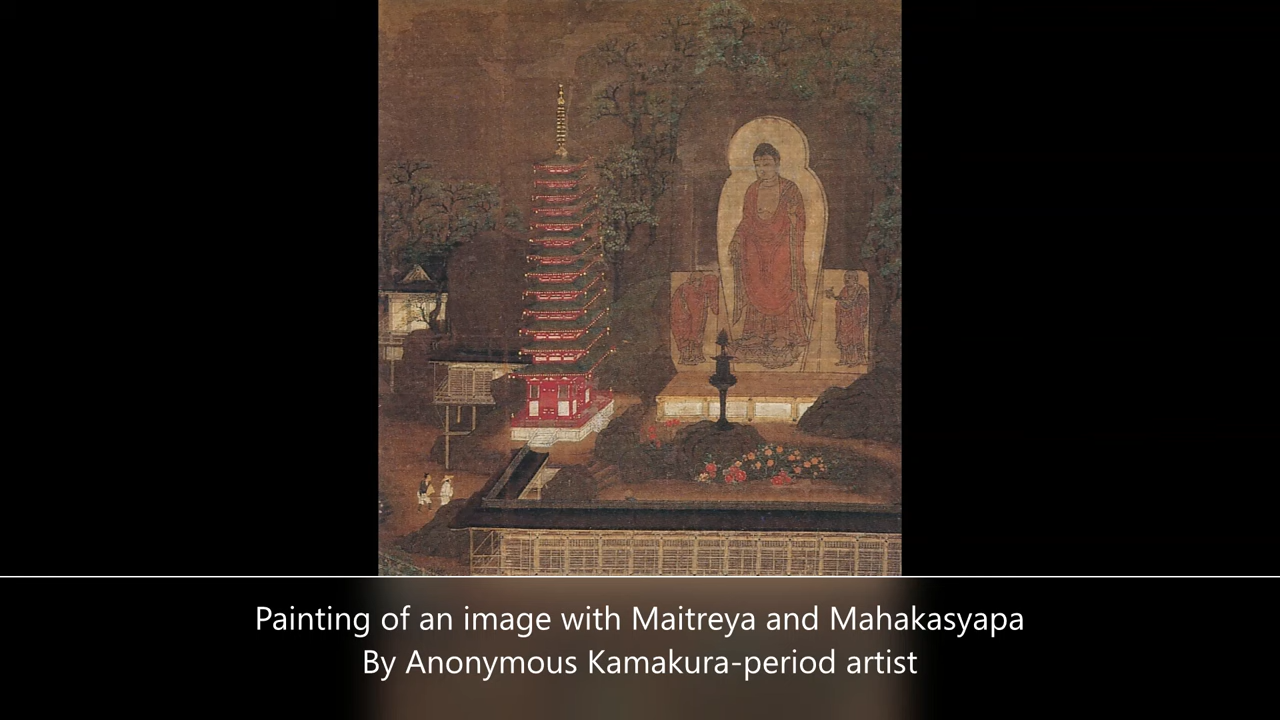 Painting of an image with Maitreya and Mahakasyapa
By Anonymous Kamakura-period artist